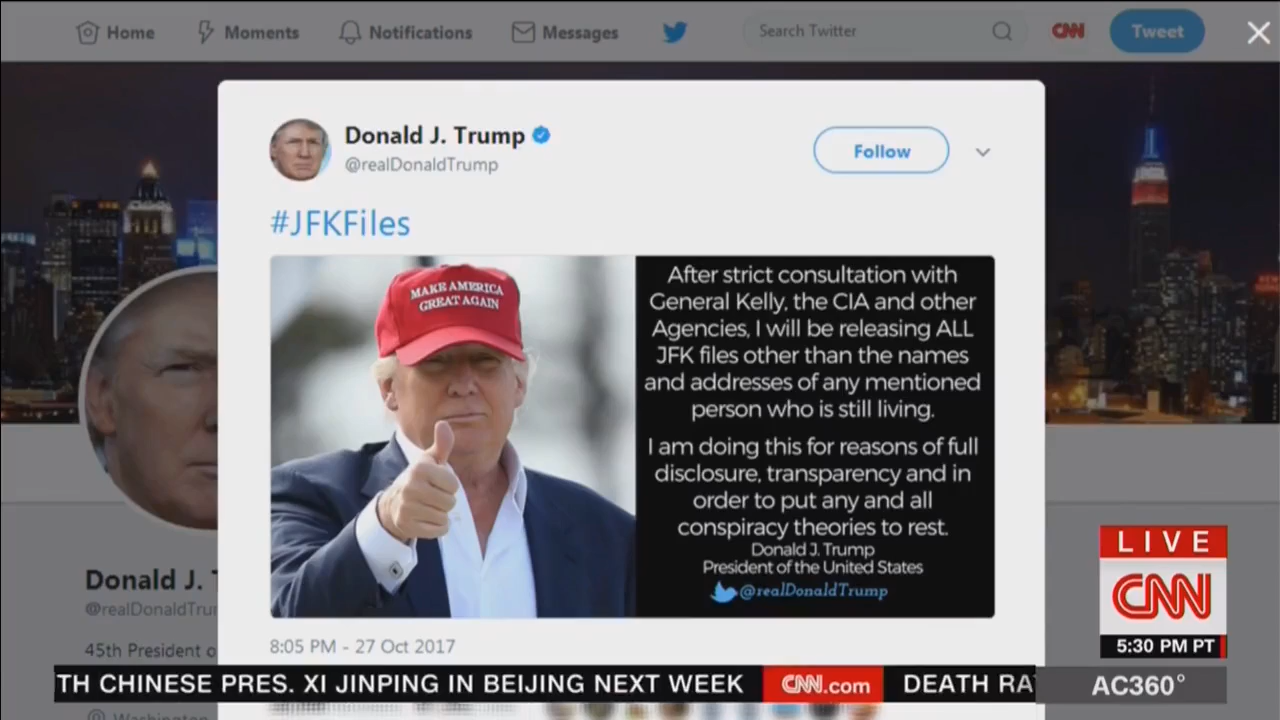 Home Moments Notifications Messages Search Twitter CNN Tweet
Donald J. Trump
@realDonaldTrump
Follow
#JFKFiles
MAKE AMERICA
GREAT AGAIN
After strict consultation with
General Kelly, the CIA and other
Agencies, I will be releasing ALL
JFK files other than the names
and addresses of any mentioned
person who is still living.
I am doing this for reasons of full
disclosure, transparency and in
order to put any and all
conspiracy theories to rest.
Donald J. Trump
President of the United States
@realDonaldTrump
8:05 PM - 27 Oct 2017
Donald J. T
@realDonaldTrum
45th President o
Washington
LIVE
CNN
5:30 PM PT
TH CHINESE PRES. XI JINPING IN BEIJING NEXT WEEK CNN.com DEATH RA
AC360°